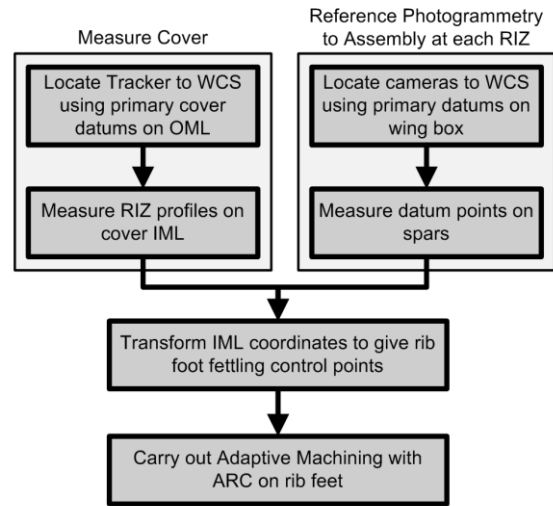 Measure Cover
Locate Tracker to WCS
using primary cover
datums on OML
Measure RIZ profiles on
cover IML
Reference Photogrammetry
to Assembly at each RIZ
Locate cameras to WCS
using primary datums on
wing box
Measure datum points on
spars
Transform IML coordinates to give rib
foot fettling control points
Carry out Adaptive Machining with
ARC on rib feet